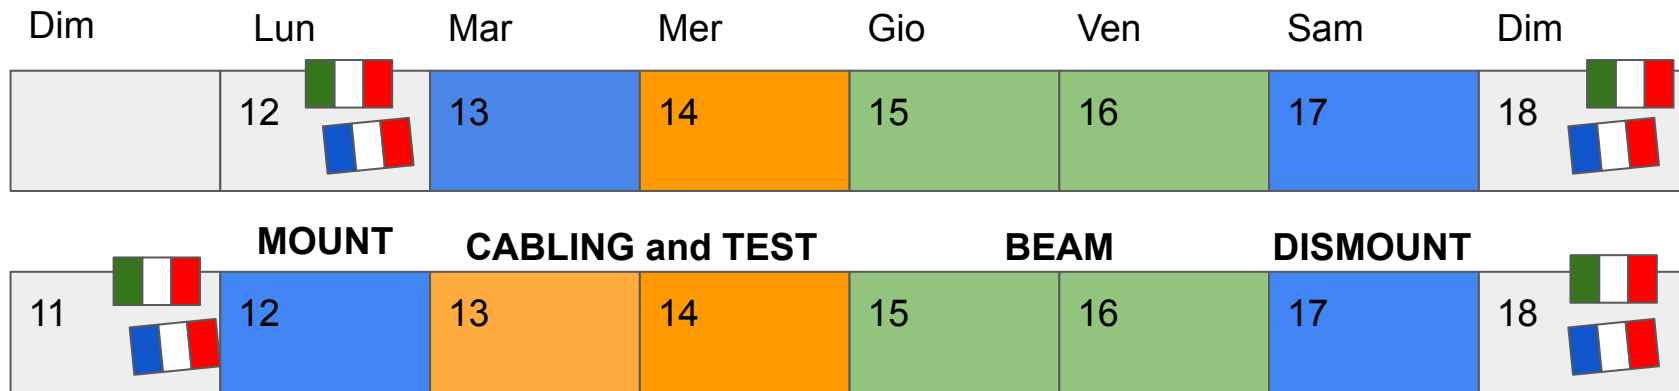 Dim Lun Mar Mer Gio Ven Sam Dim
12 13 14 15 16 17 18
MOUNT CABLING and TEST BEAM DISMOUNT
11 12 13 14 15 16 17 18